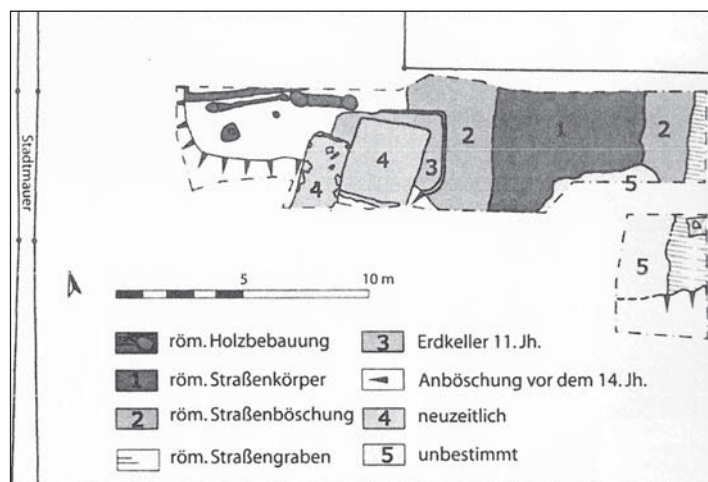 Stadtmauer
1
2
2
4
3
4
5
5
5 10 m
röm. Holzbebauung
1 röm. Straßenkörper
2 röm. Straßenböschung
röm. Straßengraben
3 Erdkeller 11. Jh.
Anböschung vor dem 14. Jh.
4 neuzeitlich
5 unbestimmt